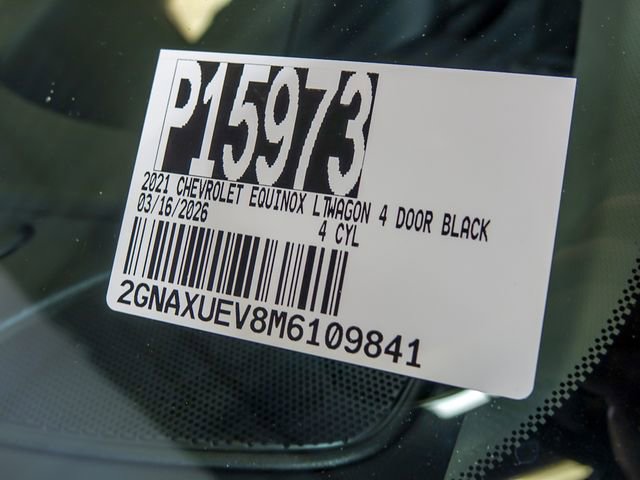 P15973
2021 CHEVROLET EQUINOX LTWAGON 4 DOOR BLACK
03/16/2026 4 CYL
2GNAXUEV8M6109841